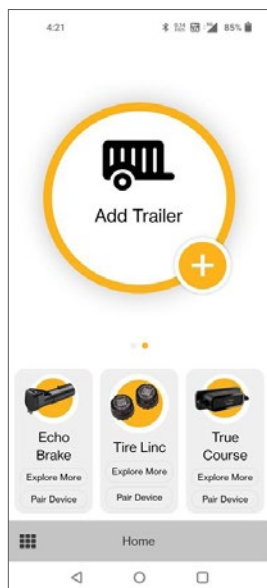 4:21
85%
Add Trailer
+
Echo
Brake
Explore More
Pair Device
Tire Linc
Explore More
Pair Device
True
Course
Explore More
Pair Device
Home